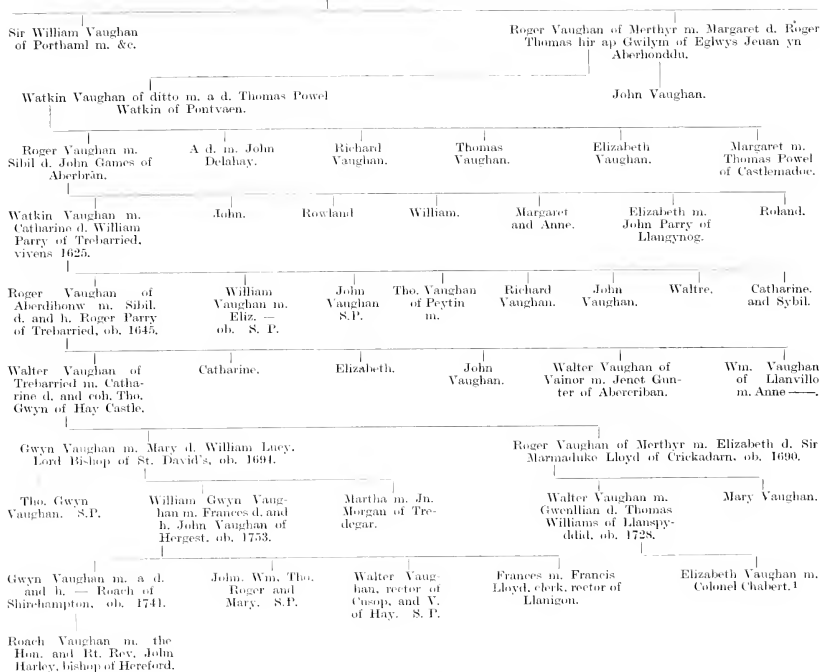 Sir William Vaughan
of Porthaml m. &c.
Roger Vaughan of Merthyr m. Margaret d. Roger
Thomas hir ap Gwilym of Eglwys Jeuan yn
Aberhonddu.
Watkin Vaughan of ditto m. a d. Thomas Powel
Watkin of Pontvaen.
John Vaughan.
Roger Vaughan m.
Sibil d. John Games of
Aberbrân.
A d. m. John
Delahay.
Richard
Vaughan.
Thomas
Vaughan.
Elizabeth
Vaughan.
Margaret m.
Thomas Powel
of Castlemadoc.
Watkin Vaughan m.
Catharine d. William
Parry of Trebarried,
vivens 1625.
John.
Rowland
William.
Margaret
and Anne.
Elizabeth m.
John Parry of
Llangynog.
Roland.
Roger Vaughan of
Aberdihonw m. Sibil.
d. and h. Roger Parry
of Trebarried, ob. 1645.
William
Vaughan m.
Eliz. —
ob. S. P.
John
Vaughan
S.P.
Tho. Vaughan
of Peytin
m.
Richard
Vaughan.
John
Vaughan.
Waltre.
Catharine.
and Sybil.
Walter Vaughan of
Trebarried m. Catha-
rine d. and coh. Tho.
Gwyn of Hay Castle.
Catharine.
Elizabeth.
John
Vaughan.
Walter Vaughan of
Vainor m. Jenet Gun-
ter of Abercriban.
Wm. Vaughan
of Llanvillo
m. Anne ——.
Gwyn Vaughan m. Mary d. William Lucy,
Lord Bishop of St. David's, ob. 1694.
Roger Vaughan of Merthyr m. Elizabeth d. Sir
Marmaduke Lloyd of Crickadarn, ob. 1690.
Tho. Gwyn
Vaughan. S.P.
William Gwyn Vaug-
han m. Frances d. and
h. John Vaughan of
Hergest, ob. 1753.
Martha m. Jn.
Morgan of Tre-
degar.
Walter Vaughan m.
Gwenllian d. Thomas
Williams of Llanspy-
ddid, ob. 1728.
Mary Vaughan.
Gwyn Vaughan m. a d.
and h. — Roach of
Shirehampton, ob. 1741.
John, Wm, Tho.
Roger and
Mary. S.P.
Walter Vaug-
han, rector of
Cusop, and V.
of Hay. S. P.
Frances m. Francis
Lloyd, clerk, rector of
Llanigon.
Elizabeth Vaughan m.
Colonel Chabert.¹
Roach Vaughan m. the
Hon. and Rt. Rev. John
Harley, bishop of Hereford.